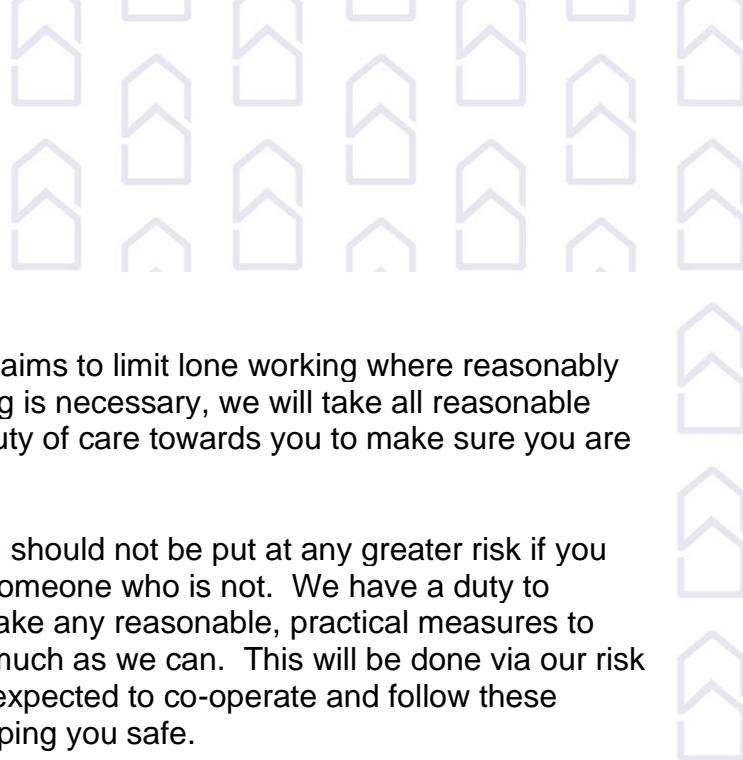 aims to limit lone working where reasonably
g is necessary, we will take all reasonable
uty of care towards you to make sure you are
should not be put at any greater risk if you
omeone who is not. We have a duty to
ake any reasonable, practical measures to
much as we can. This will be done via our risk
expected to co-operate and follow these
ping you safe.